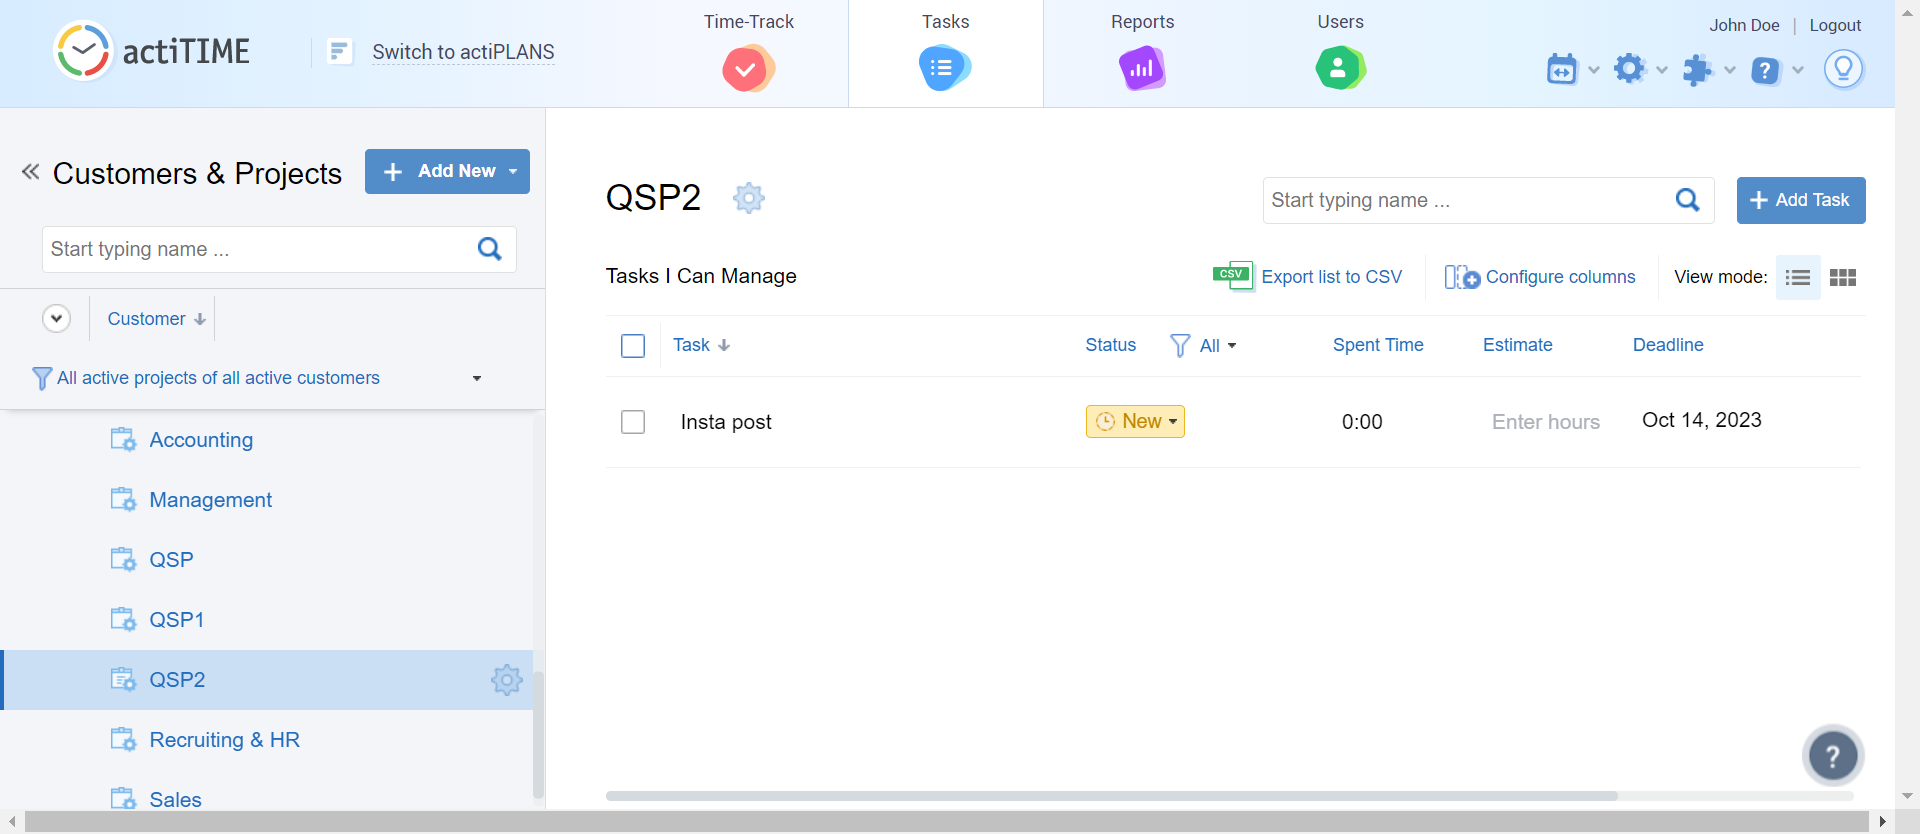 actiTIME
Switch to actiPLANS
Time-Track
Tasks
Reports
Users
John Doe | Logout
Customers & Projects
Add New
Start typing name ...
Customer
All active projects of all active customers
Accounting
Management
QSP
QSP1
QSP2
Recruiting & HR
Sales
QSP2
Start typing name ...
Add Task
Tasks I Can Manage
CSV Export list to CSV
Configure columns
View mode:
Task Status All Spent Time Estimate Deadline
Insta post New 0:00 Enter hours Oct 14, 2023
?